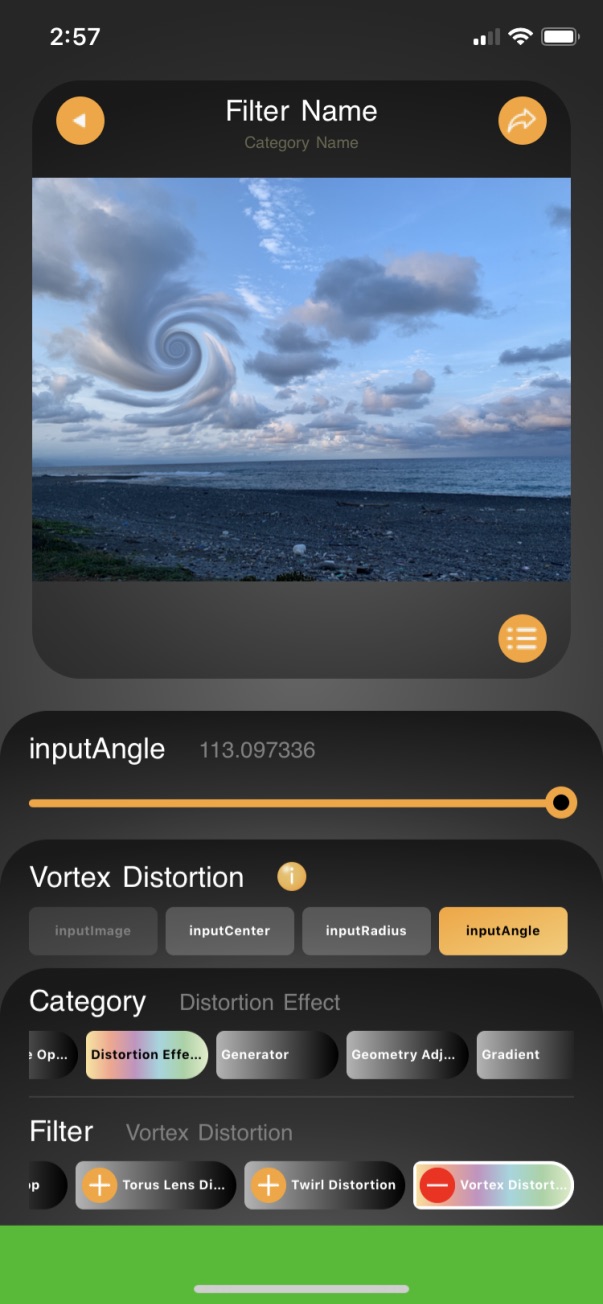 2:57
Filter Name
Category Name
inputAngle 113.097336
Vortex Distortion i
inputImage inputCenter inputRadius inputAngle
Category Distortion Effect
e Op... Distortion Effe... Generator Geometry Adj... Gradient
Filter Vortex Distortion
op Torus Lens Di... Twirl Distortion Vortex Distort...